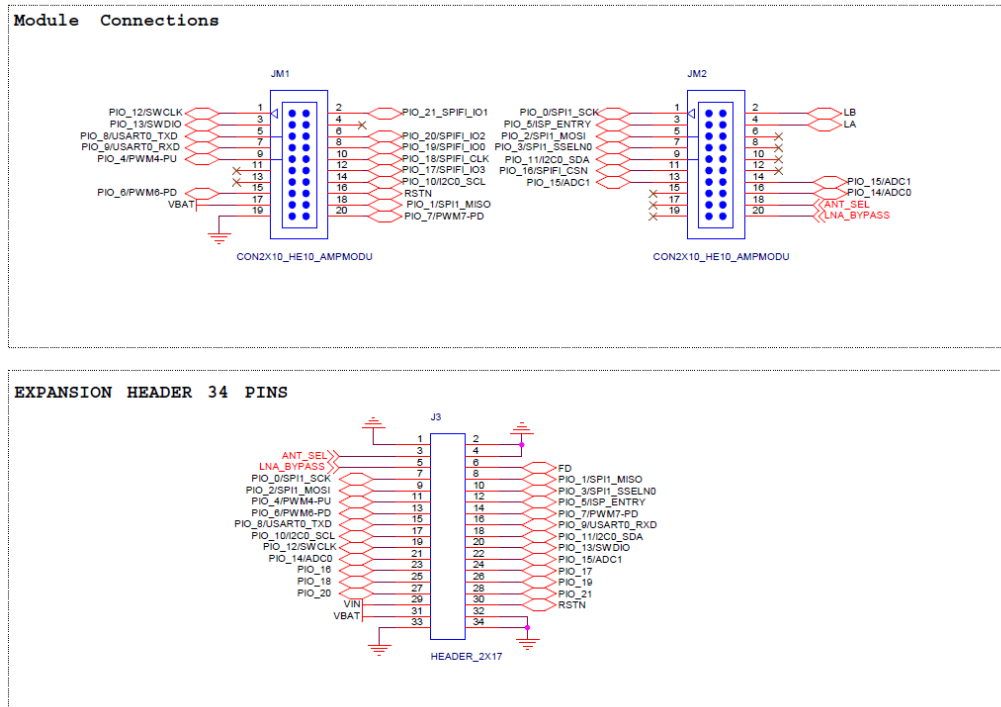 Module Connections
JM1
PIO_12/SWCLK 1 2 PIO_21_SPIFI_IO1
PIO_13/SWDIO 3 4
PIO_8/USART0_TXD 5 6 PIO_20/SPIFI_IO2
PIO_9/USART0_RXD 7 8 PIO_19/SPIFI_IO0
PIO_4/PWM4-PU 9 10 PIO_18/SPIFI_CLK
11 12 PIO_17/SPIFI_IO3
13 14 PIO_10/I2C0_SCL
PIO_6/PWM6-PD 15 16 RSTN
VBAT 17 18 PIO_1/SPI1_MISO
19 20 PIO_7/PWM7-PD
CON2X10_HE10_AMPMODU
JM2
PIO_0/SPI1_SCK 1 2 LB
PIO_5/ISP_ENTRY 3 4 LA
PIO_2/SPI1_MOSI 5 6
PIO_3/SPI1_SSELN0 7 8
PIO_11/I2C0_SDA 9 10
PIO_16/SPIFI_CSN 11 12
PIO_15/ADC1 13 14 PIO_15/ADC1
15 16 PIO_14/ADC0
17 18 ANT_SEL
19 20 LNA_BYPASS
CON2X10_HE10_AMPMODU
EXPANSION HEADER 34 PINS
J3
1 2
ANT_SEL 3 4
LNA_BYPASS 5 6 FD
PIO_0/SPI1_SCK 7 8 PIO_1/SPI1_MISO
PIO_2/SPI1_MOSI 9 10 PIO_3/SPI1_SSELN0
PIO_4/PWM4-PU 11 12 PIO_5/ISP_ENTRY
PIO_6/PWM6-PD 13 14 PIO_7/PWM7-PD
PIO_8/USART0_TXD 15 16 PIO_9/USART0_RXD
PIO_10/I2C0_SCL 17 18 PIO_11/I2C0_SDA
PIO_12/SWCLK 19 20 PIO_13/SWDIO
PIO_14/ADC0 21 22 PIO_15/ADC1
PIO_16 23 24 PIO_17
PIO_18 25 26 PIO_19
PIO_20 27 28 PIO_21
VIN 29 30 RSTN
VBAT 31 32
33 34
HEADER_2X17